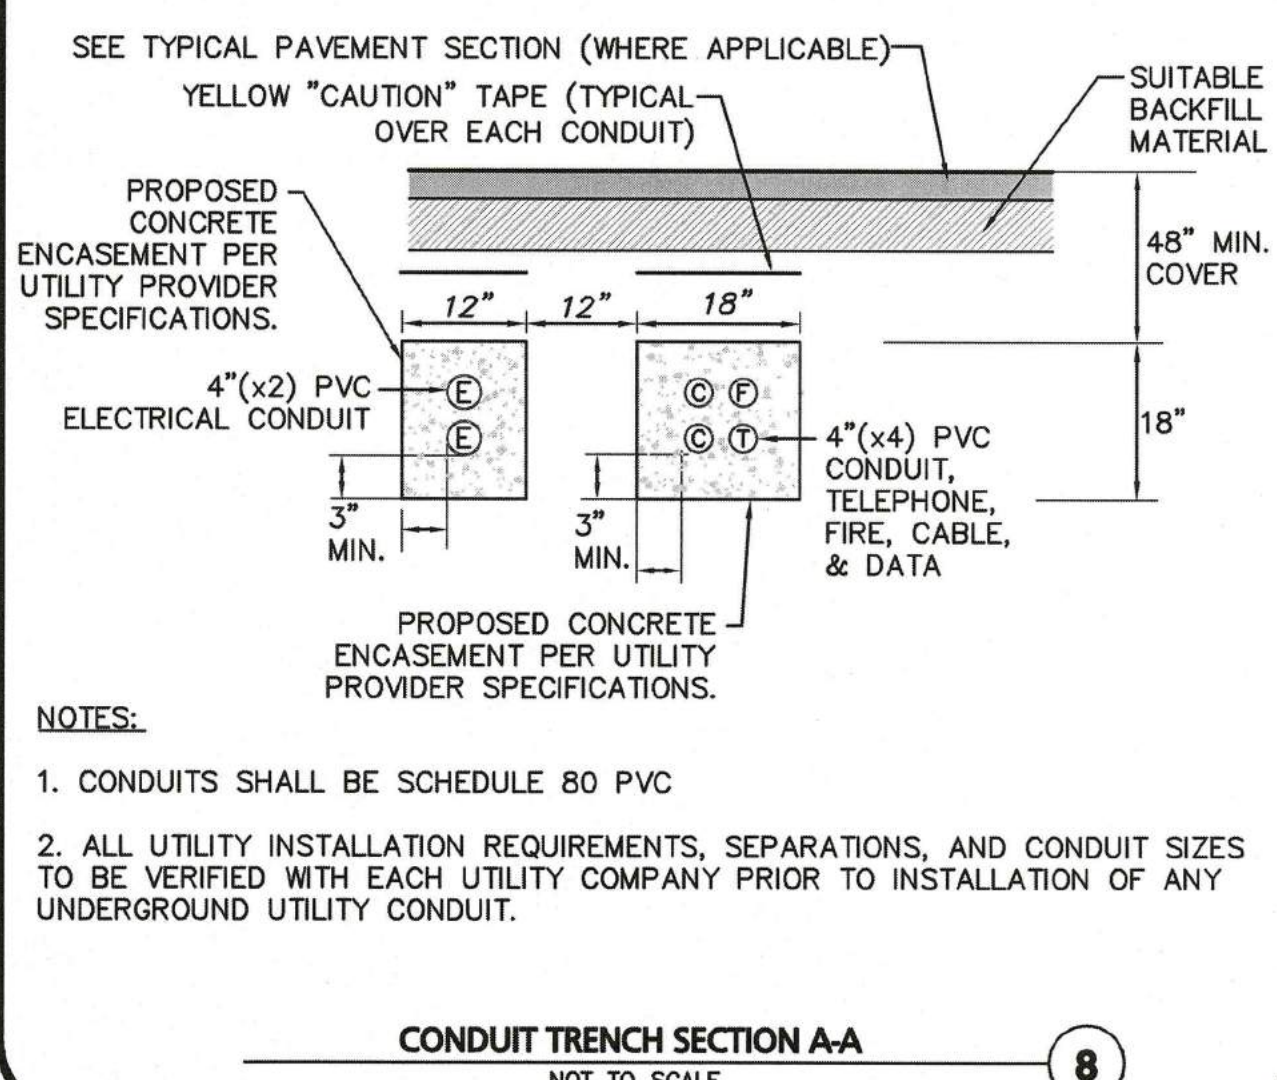 SEE TYPICAL PAVEMENT SECTION (WHERE APPLICABLE)
YELLOW "CAUTION" TAPE (TYPICAL
OVER EACH CONDUIT)
SUITABLE
BACKFILL
MATERIAL
PROPOSED
CONCRETE
ENCASEMENT PER
UTILITY PROVIDER
SPECIFICATIONS.
48" MIN.
COVER
12"
12"
18"
4"(x2) PVC
ELECTRICAL CONDUIT
E
E
C F
C T
18"
4"(x4) PVC
CONDUIT,
TELEPHONE,
FIRE, CABLE,
& DATA
3"
MIN.
3"
MIN.
PROPOSED CONCRETE
ENCASEMENT PER UTILITY
PROVIDER SPECIFICATIONS.
NOTES:
1. CONDUITS SHALL BE SCHEDULE 80 PVC
2. ALL UTILITY INSTALLATION REQUIREMENTS, SEPARATIONS, AND CONDUIT SIZES
TO BE VERIFIED WITH EACH UTILITY COMPANY PRIOR TO INSTALLATION OF ANY
UNDERGROUND UTILITY CONDUIT.
CONDUIT TRENCH SECTION A-A
8
NOT TO SCALE